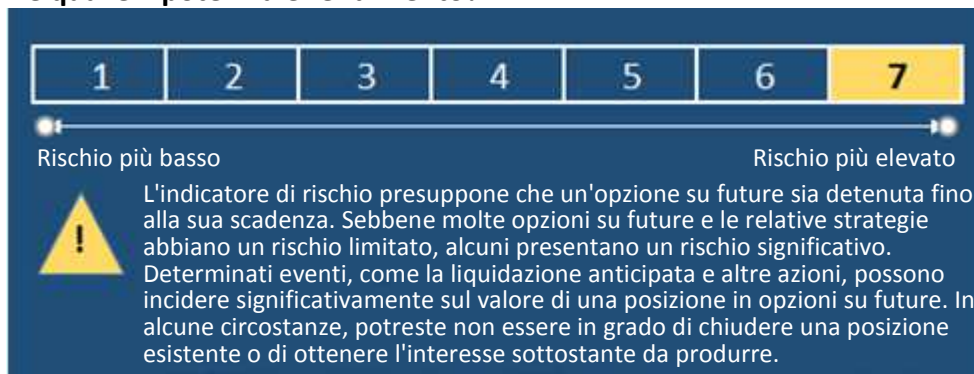 1 2 3 4 5 6 7
Rischio più basso Rischio più elevato
L'indicatore di rischio presuppone che un'opzione su future sia detenuta fino
alla sua scadenza. Sebbene molte opzioni su future e le relative strategie
abbiano un rischio limitato, alcuni presentano un rischio significativo.
Determinati eventi, come la liquidazione anticipata e altre azioni, possono
incidere significativamente sul valore di una posizione in opzioni su future. In
alcune circostanze, potreste non essere in grado di chiudere una posizione
esistente o di ottenere l'interesse sottostante da produrre.